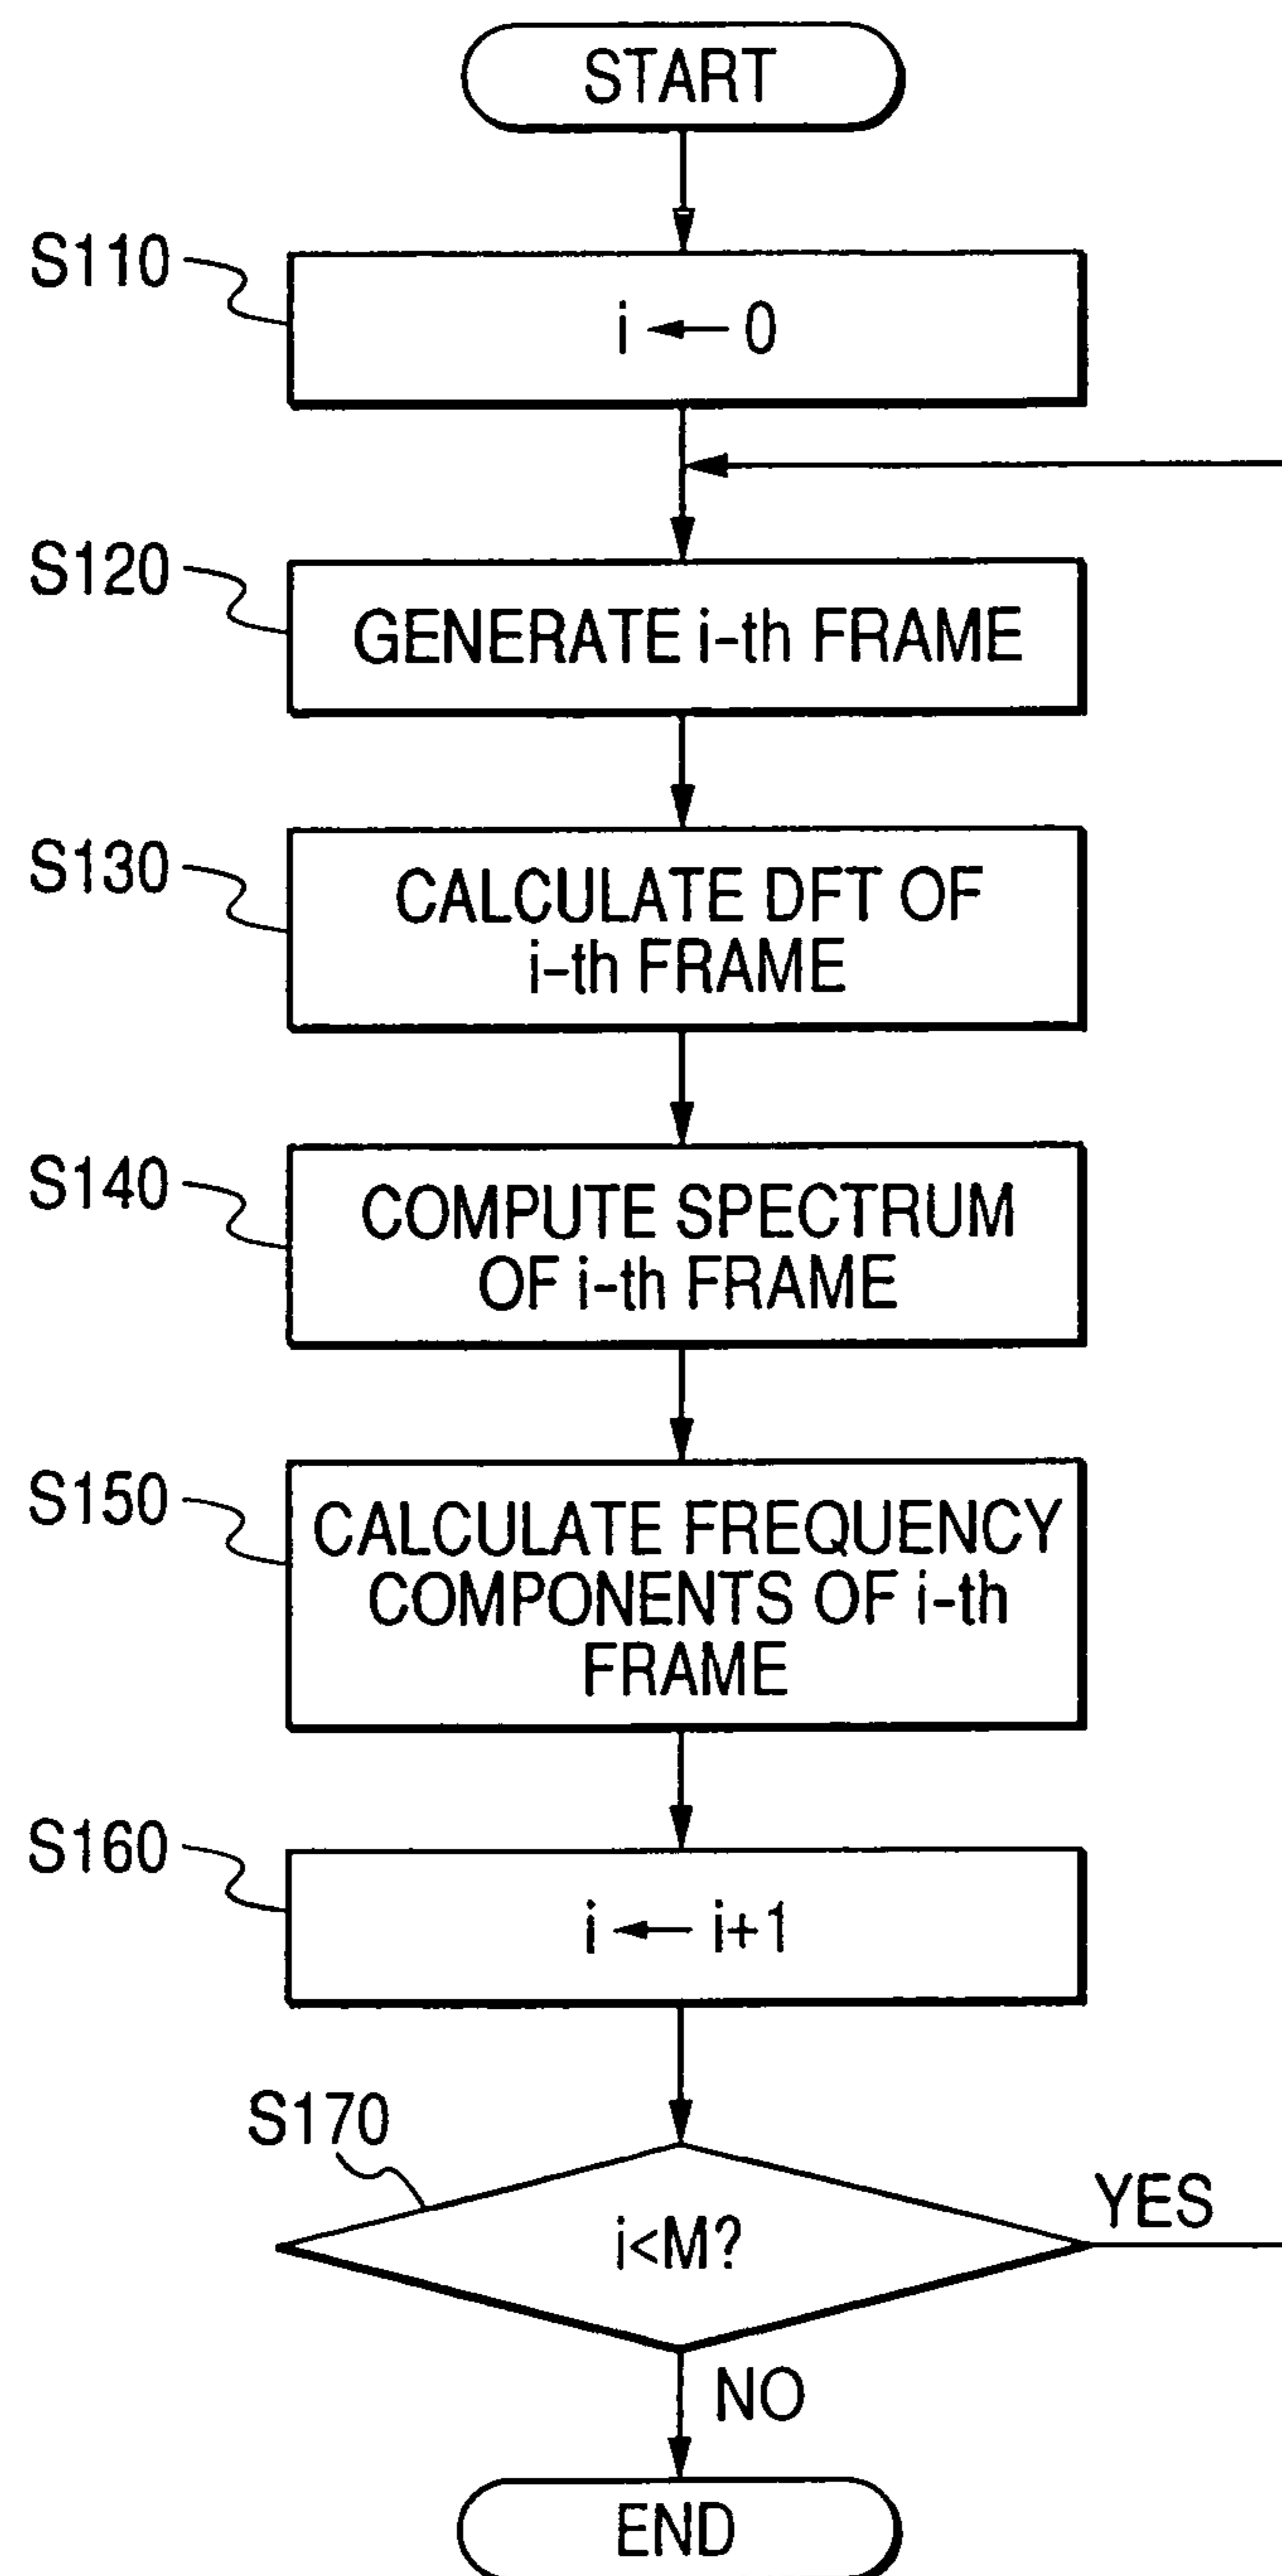 START
S110
i ← 0
S120
GENERATE i-th FRAME
S130
CALCULATE DFT OF
i-th FRAME
S140
COMPUTE SPECTRUM
OF i-th FRAME
S150
CALCULATE FREQUENCY
COMPONENTS OF i-th
FRAME
S160
i ← i+1
S170
i<M?
YES
NO
END